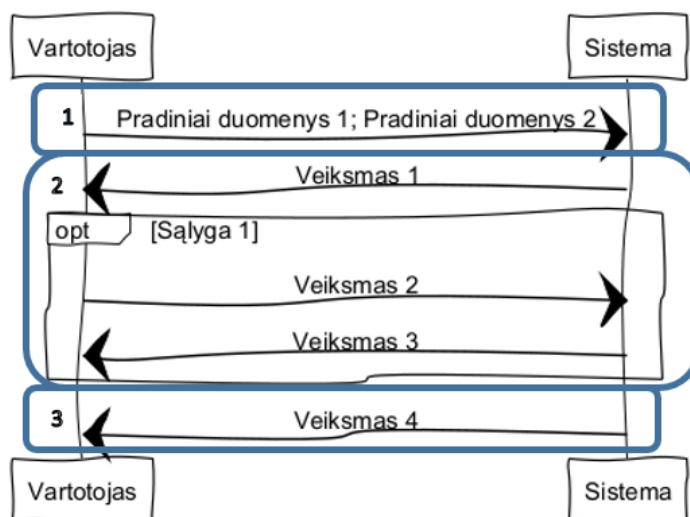 Vartotojas Sistema
1 Pradiniai duomenys 1; Pradiniai duomenys 2
2 Veiksmas 1
opt [Sąlyga 1]
Veiksmas 2
Veiksmas 3
3 Veiksmas 4
Vartotojas Sistema